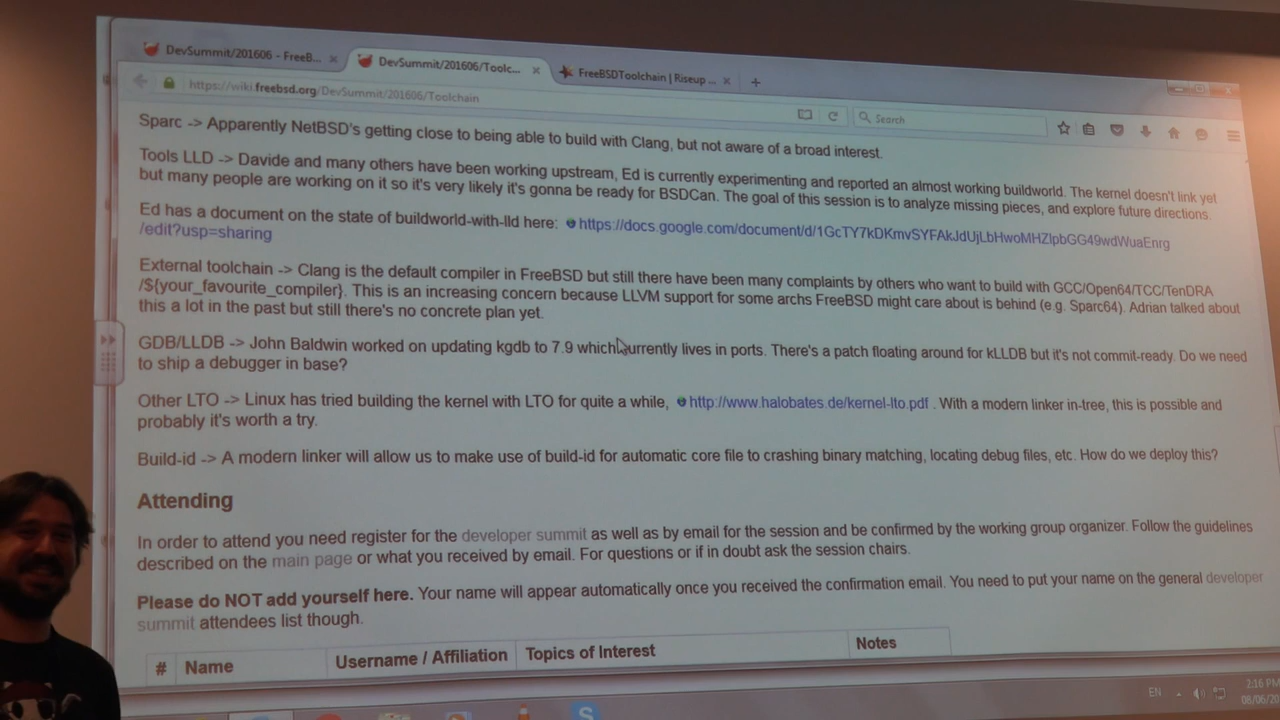 DevSummit/201606 - FreeB...
DevSummit/201606/Toolc...
FreeBSDToolchain | Riseup ...
https://wiki.freebsd.org/DevSummit/201606/Toolchain
Search
Sparc -> Apparently NetBSD's getting close to being able to build with Clang, but not aware of a broad interest.
Tools LLD -> Davide and many others have been working upstream, Ed is currently experimenting and reported an almost working buildworld. The kernel doesn't link yet
but many people are working on it so it's very likely it's gonna be ready for BSDCan. The goal of this session is to analyze missing pieces, and explore future directions.
Ed has a document on the state of buildworld-with-lld here: https://docs.google.com/document/d/1GcTY7kDKmvSYFAkJdUjLbHwoMHZlpbGG49wdWuaEnrg
/edit?usp=sharing
External toolchain -> Clang is the default compiler in FreeBSD but still there have been many complaints by others who want to build with GCC/Open64/TCC/TenDRA
/${your_favourite_compiler}. This is an increasing concern because LLVM support for some archs FreeBSD might care about is behind (e.g. Sparc64). Adrian talked about
this a lot in the past but still there's no concrete plan yet.
GDB/LLDB -> John Baldwin worked on updating kgdb to 7.9 which currently lives in ports. There's a patch floating around for kLLDB but it's not commit-ready. Do we need
to ship a debugger in base?
Other LTO -> Linux has tried building the kernel with LTO for quite a while, http://www.halobates.de/kernel-lto.pdf . With a modern linker in-tree, this is possible and
probably it's worth a try.
Build-id -> A modern linker will allow us to make use of build-id for automatic core file to crashing binary matching, locating debug files, etc. How do we deploy this?
Attending
In order to attend you need register for the developer summit as well as by email for the session and be confirmed by the working group organizer. Follow the guidelines
described on the main page or what you received by email. For questions or if in doubt ask the session chairs.
Please do NOT add yourself here. Your name will appear automatically once you received the confirmation email. You need to put your name on the general developer
summit attendees list though.
# Name Username / Affiliation Topics of Interest Notes
EN
2:16 PM
08/06/20